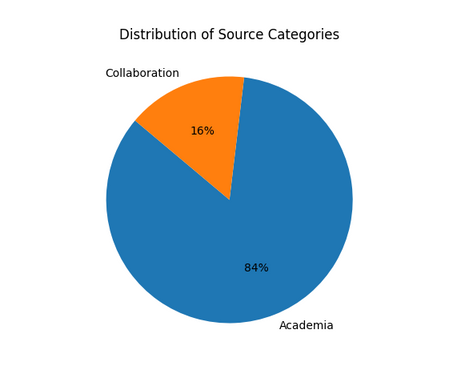 Distribution of Source Categories
Collaboration
16%
84%
Academia